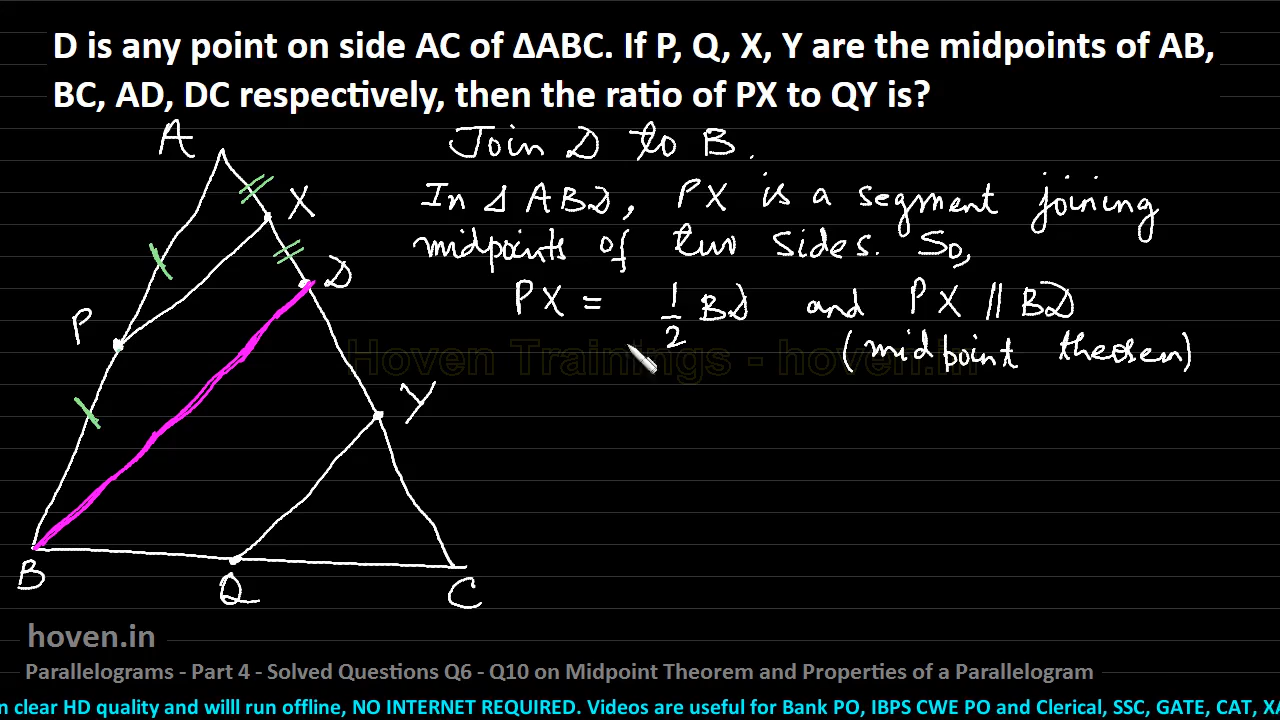 D is any point on side AC of ΔABC. If P, Q, X, Y are the midpoints of AB,
BC, AD, DC respectively, then the ratio of PX to QY is?
A
Join D to B.
X
In Δ ABD, PX is a segment joining
midpoints of two sides. So,
D
PX = 1/2 BD and PX || BD
P
(midpoint theorem)
Hoven Trainings - hoven.in
Y
B
Q
C
hoven.in
Parallelograms - Part 4 - Solved Questions Q6 - Q10 on Midpoint Theorem and Properties of a Parallelogram
n clear HD quality and willl run offline, NO INTERNET REQUIRED. Videos are useful for Bank PO, IBPS CWE PO and Clerical, SSC, GATE, CAT, XA